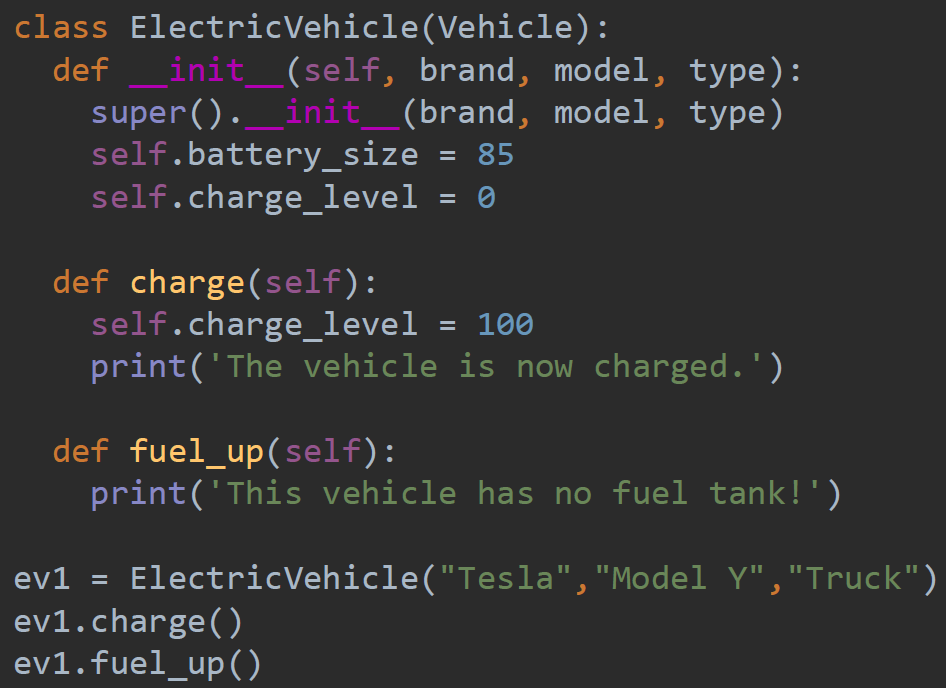 class ElectricVehicle(Vehicle):
  def __init__(self, brand, model, type):
    super().__init__(brand, model, type)
    self.battery_size = 85
    self.charge_level = 0

  def charge(self):
    self.charge_level = 100
    print('The vehicle is now charged.')

  def fuel_up(self):
    print('This vehicle has no fuel tank!')

ev1 = ElectricVehicle("Tesla","Model Y","Truck")
ev1.charge()
ev1.fuel_up()